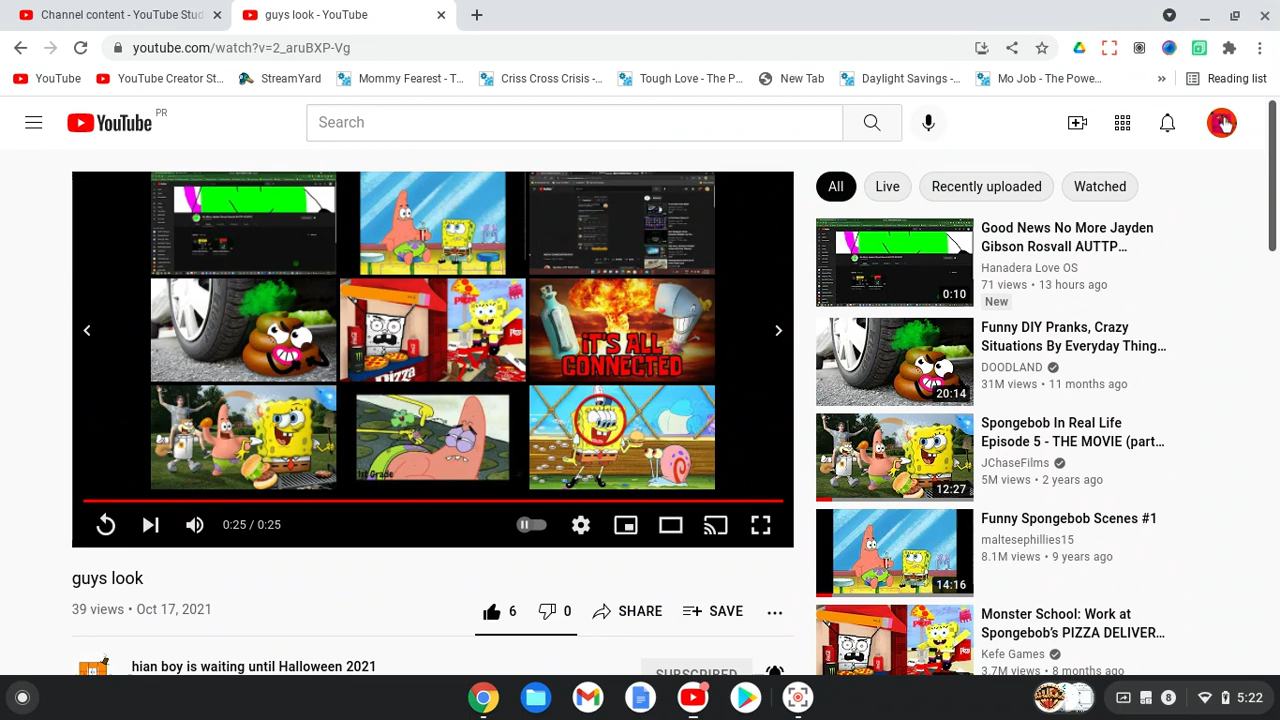 Channel content - YouTube Stud
guys look - YouTube
youtube.com/watch?v=2_aruBXP-Vg
YouTube
YouTube Creator St...
StreamYard
Mommy Fearest - T...
Criss Cross Crisis -...
Tough Love - The P...
New Tab
Daylight Savings -...
Mo Job - The Powe...
»
Reading list
YouTube PR
Search
All
Live
Recently uploaded
Watched
Good News No More Jayden
Gibson Rosvall AUTTP...
Hanadera Love OS
71 views • 13 hours ago
New
0:10
Funny DIY Pranks, Crazy
Situations By Everyday Thing...
DOODLAND
31M views • 11 months ago
20:14
Spongebob In Real Life
Episode 5 - THE MOVIE (part...
JChaseFilms
5M views • 2 years ago
12:27
Funny Spongebob Scenes #1
maltesephillies15
8.1M views • 9 years ago
14:16
Monster School: Work at
Spongebob's PIZZA DELIVER...
Kefe Games
3.7M views • 8 months ago
Pizza
IT'S ALL
CONNECTED
1st Grade
0:25 / 0:25
guys look
39 views • Oct 17, 2021
6
0
SHARE
SAVE
hian boy is waiting until Halloween 2021
SUBSCRIBED
8
5:22